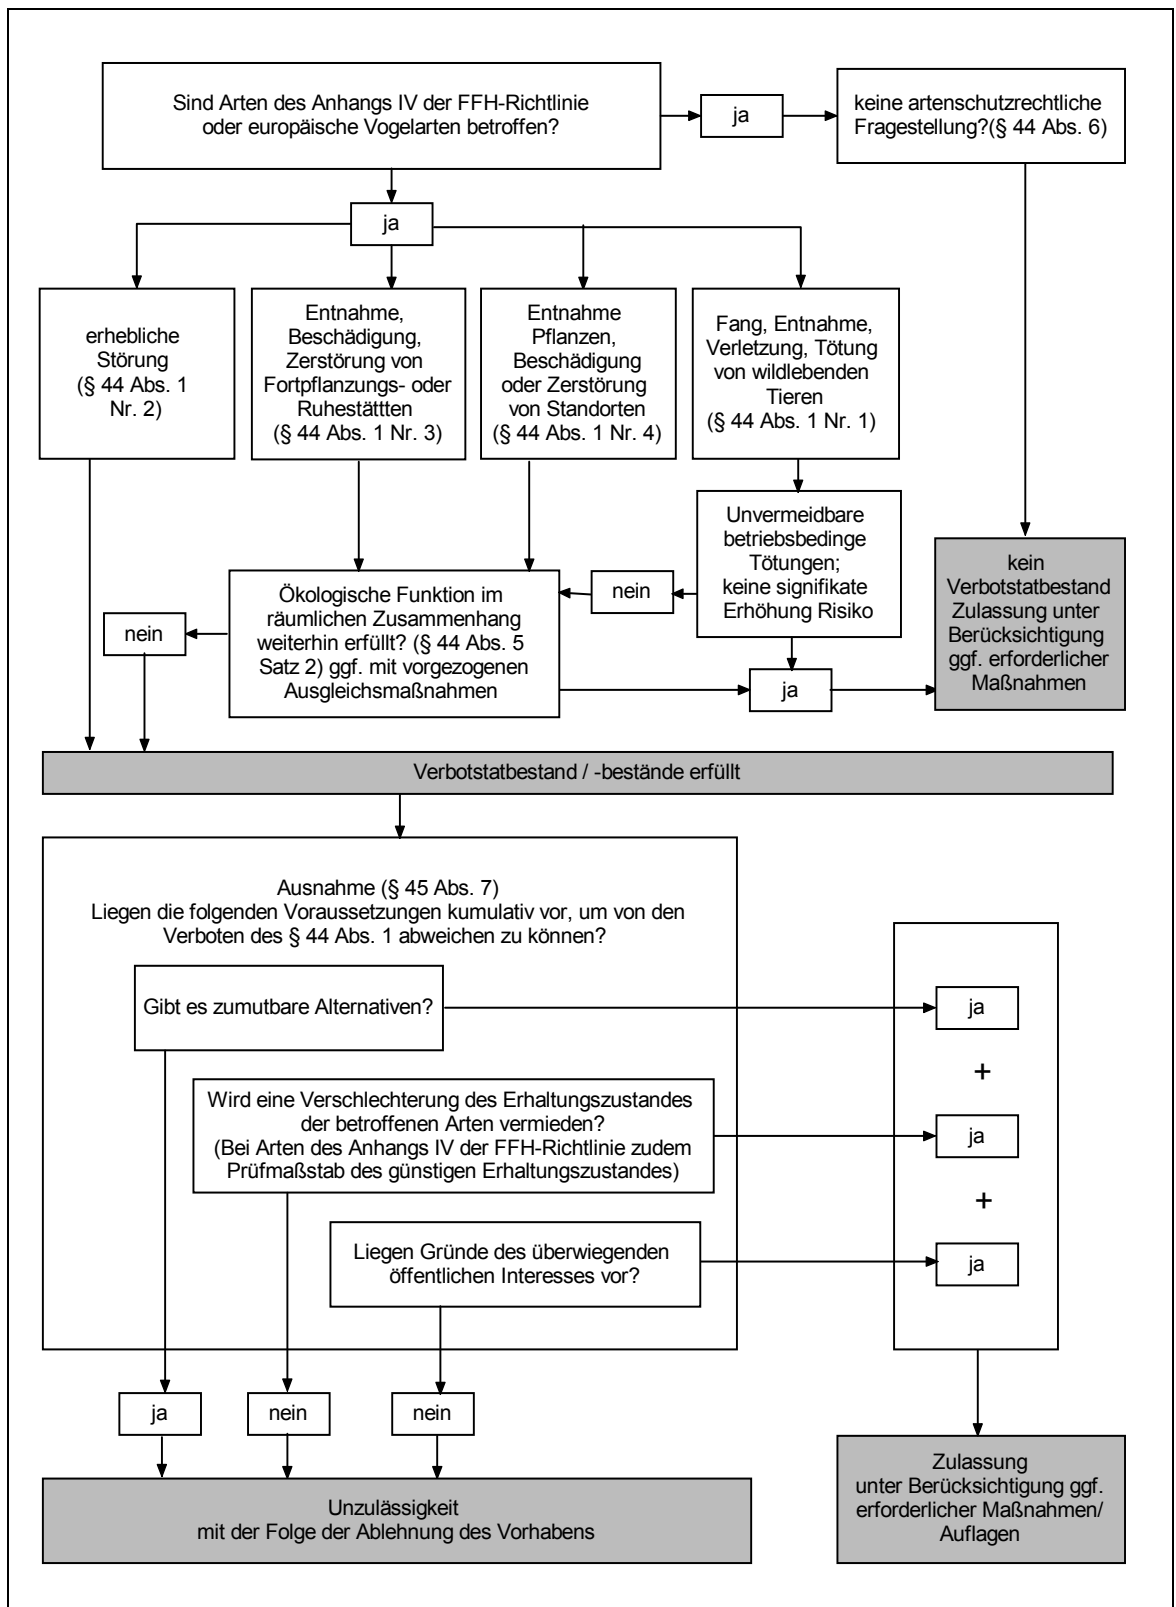 Sind Arten des Anhangs IV der FFH-Richtlinie
oder europäische Vogelarten betroffen?
ja
keine artenschutzrechtliche
Fragestellung?(§ 44 Abs. 6)
ja
erhebliche
Störung
(§ 44 Abs. 1
Nr. 2)
Entnahme,
Beschädigung,
Zerstörung von
Fortpflanzungs- oder
Ruhestättten
(§ 44 Abs. 1 Nr. 3)
Entnahme
Pflanzen,
Beschädigung
oder Zerstörung
von Standorten
(§ 44 Abs. 1 Nr. 4)
Fang, Entnahme,
Verletzung, Tötung
von wildlebenden
Tieren
(§ 44 Abs. 1 Nr. 1)
Unvermeidbare
betriebsbedinge
Tötungen;
keine signifikate
Erhöhung Risiko
nein
Ökologische Funktion im
räumlichen Zusammenhang
weiterhin erfüllt? (§ 44 Abs. 5
Satz 2) ggf. mit vorgezogenen
Ausgleichsmaßnahmen
nein
ja
kein
Verbotstatbestand
Zulassung unter
Berücksichtigung
ggf. erforderlicher
Maßnahmen
Verbotstatbestand / -bestände erfüllt
Ausnahme (§ 45 Abs. 7)
Liegen die folgenden Voraussetzungen kumulativ vor, um von den
Verboten des § 44 Abs. 1 abweichen zu können?
Gibt es zumutbare Alternativen?
ja
+
Wird eine Verschlechterung des Erhaltungszustandes
der betroffenen Arten vermieden?
(Bei Arten des Anhangs IV der FFH-Richtlinie zudem
Prüfmaßstab des günstigen Erhaltungszustandes)
ja
+
Liegen Gründe des überwiegenden
öffentlichen Interesses vor?
ja
ja
nein
nein
Unzulässigkeit
mit der Folge der Ablehnung des Vorhabens
Zulassung
unter Berücksichtigung ggf.
erforderlicher Maßnahmen/
Auflagen